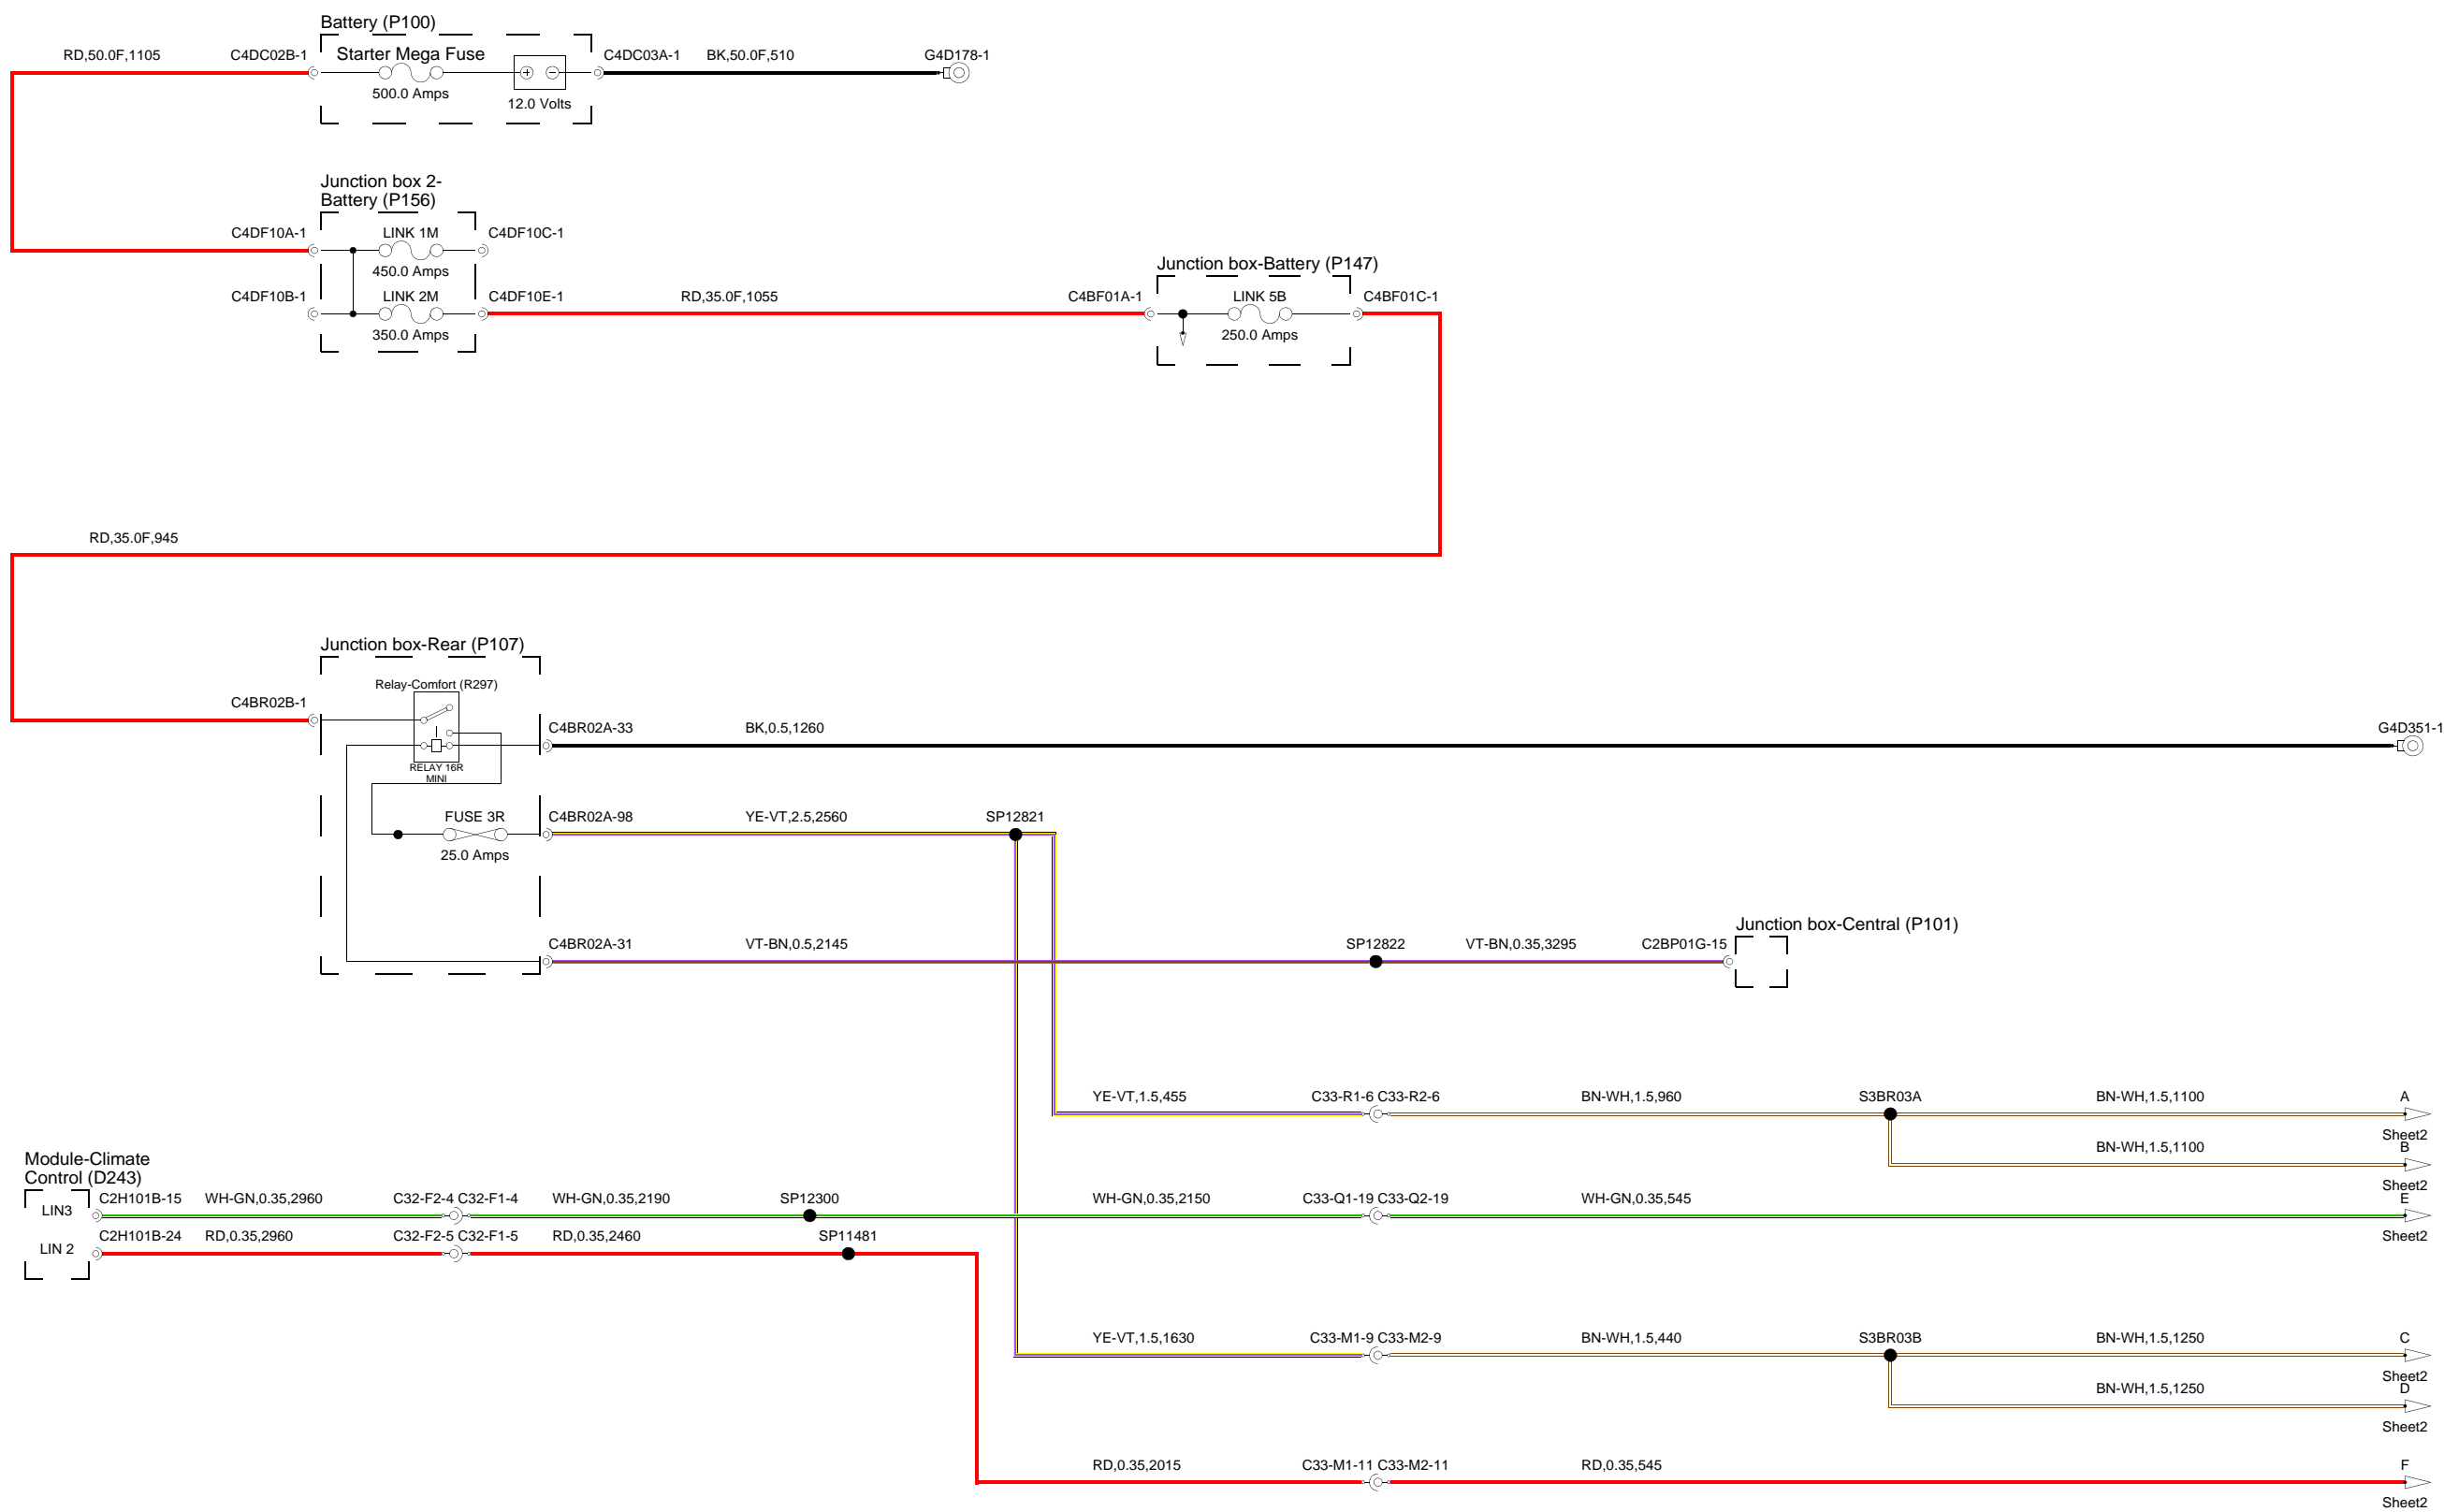 Battery (P100)
RD,50.0F,1105
C4DC02B-1
Starter Mega Fuse
C4DC03A-1
BK,50.0F,510
G4D178-1
500.0 Amps
12.0 Volts
Junction box 2-
Battery (P156)
C4DF10A-1
LINK 1M
C4DF10C-1
450.0 Amps
Junction box-Battery (P147)
C4DF10B-1
LINK 2M
C4DF10E-1
RD,35.0F,1055
C4BF01A-1
LINK 5B
C4BF01C-1
350.0 Amps
250.0 Amps
RD,35.0F,945
Junction box-Rear (P107)
Relay-Comfort (R297)
C4BR02B-1
C4BR02A-33
BK,0.5,1260
G4D351-1
RELAY 16R
MINI
FUSE 3R
C4BR02A-98
YE-VT,2.5,2560
SP12821
25.0 Amps
Junction box-Central (P101)
C4BR02A-31
VT-BN,0.5,2145
SP12822
VT-BN,0.35,3295
C2BP01G-15
YE-VT,1.5,455
C33-R1-6 C33-R2-6
BN-WH,1.5,960
S3BR03A
BN-WH,1.5,1100
A
Sheet2
BN-WH,1.5,1100
B
Sheet2
Module-Climate
Control (D243)
LIN3
C2H101B-15
WH-GN,0.35,2960
C32-F2-4 C32-F1-4
WH-GN,0.35,2190
SP12300
WH-GN,0.35,2150
C33-Q1-19 C33-Q2-19
WH-GN,0.35,545
E
Sheet2
LIN 2
C2H101B-24
RD,0.35,2960
C32-F2-5 C32-F1-5
RD,0.35,2460
SP11481
YE-VT,1.5,1630
C33-M1-9 C33-M2-9
BN-WH,1.5,440
S3BR03B
BN-WH,1.5,1250
C
Sheet2
BN-WH,1.5,1250
D
Sheet2
RD,0.35,2015
C33-M1-11 C33-M2-11
RD,0.35,545
F
Sheet2